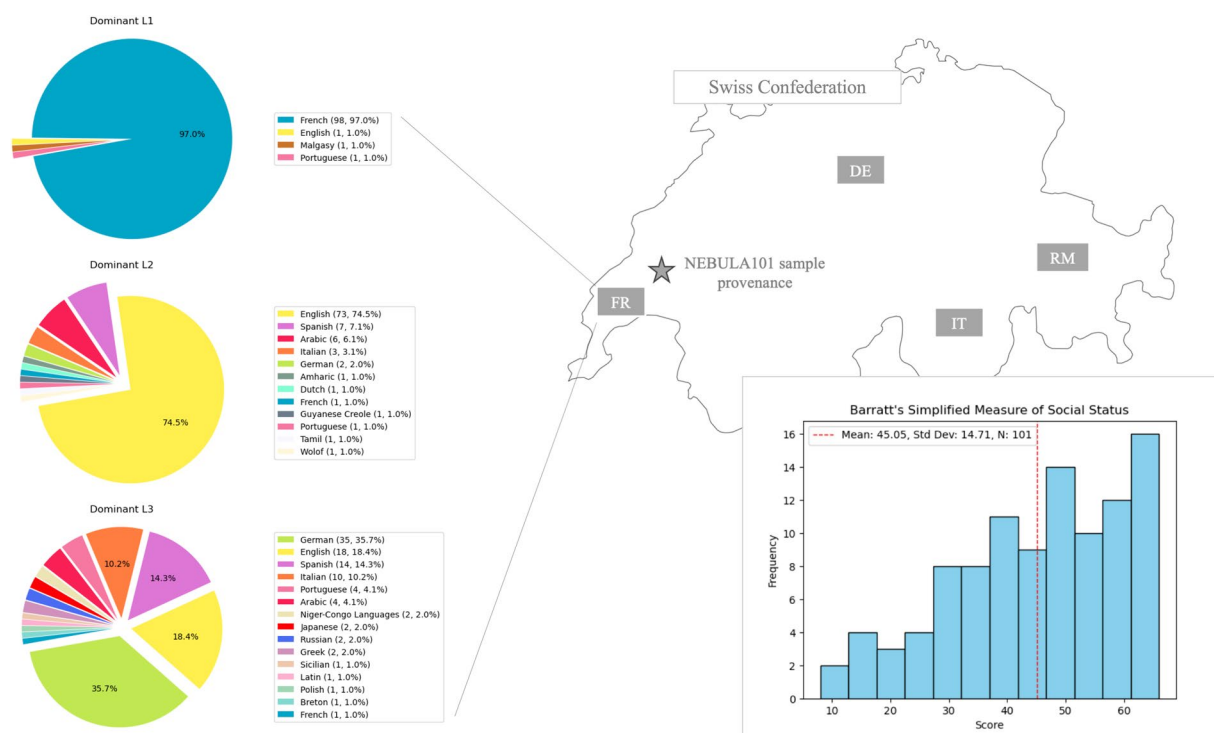 Dominant L1
97.0%
French (98, 97.0%)
English (1, 1.0%)
Malgasy (1, 1.0%)
Portuguese (1, 1.0%)
Dominant L2
74.5%
English (73, 74.5%)
Spanish (7, 7.1%)
Arabic (6, 6.1%)
Italian (3, 3.1%)
German (2, 2.0%)
Amharic (1, 1.0%)
Dutch (1, 1.0%)
French (1, 1.0%)
Guyanese Creole (1, 1.0%)
Portuguese (1, 1.0%)
Tamil (1, 1.0%)
Wolof (1, 1.0%)
Dominant L3
10.2%
14.3%
18.4%
35.7%
German (35, 35.7%)
English (18, 18.4%)
Spanish (14, 14.3%)
Italian (10, 10.2%)
Portuguese (4, 4.1%)
Arabic (4, 4.1%)
Niger-Congo Languages (2, 2.0%)
Japanese (2, 2.0%)
Russian (2, 2.0%)
Greek (2, 2.0%)
Sicilian (1, 1.0%)
Latin (1, 1.0%)
Polish (1, 1.0%)
Breton (1, 1.0%)
French (1, 1.0%)
Swiss Confederation
DE
RM
NEBULA101 sample
provenance
FR
IT
Barratt's Simplified Measure of Social Status
Mean: 45.05, Std Dev: 14.71, N: 101
Frequency
16
14
12
10
8
6
4
2
0
10 20 30 40 50 60
Score